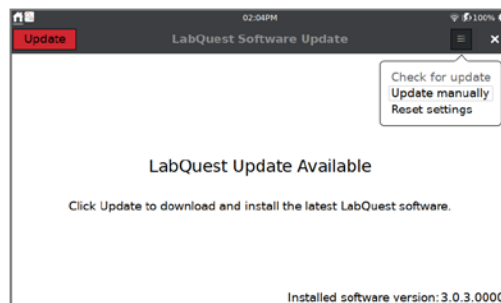 02:04PM
100%
Update
LabQuest Software Update
Check for update
Update manually
Reset settings
LabQuest Update Available
Click Update to download and install the latest LabQuest software.
Installed software version: 3.0.3.0000